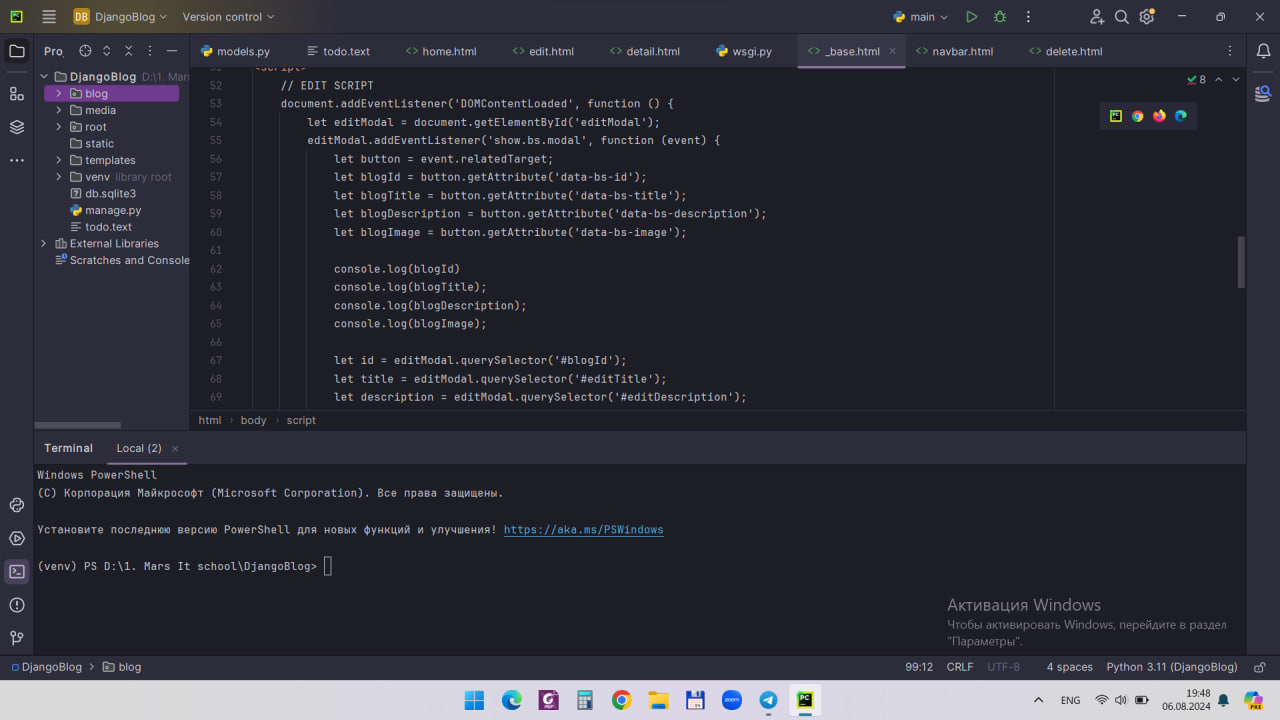 DB DjangoBlog Version control main
Pro
models.py todo.text home.html edit.html detail.html wsgi.py _base.html navbar.html delete.html
DjangoBlog D:\1. Mars
blog
media
root
static
templates
venv library root
db.sqlite3
manage.py
todo.text
External Libraries
Scratches and Console
8
51 <script>
52 // EDIT SCRIPT
53 document.addEventListener('DOMContentLoaded', function () {
54 let editModal = document.getElementById('editModal');
55 editModal.addEventListener('show.bs.modal', function (event) {
56 let button = event.relatedTarget;
57 let blogId = button.getAttribute('data-bs-id');
58 let blogTitle = button.getAttribute('data-bs-title');
59 let blogDescription = button.getAttribute('data-bs-description');
60 let blogImage = button.getAttribute('data-bs-image');
61
62 console.log(blogId)
63 console.log(blogTitle);
64 console.log(blogDescription);
65 console.log(blogImage);
66
67 let id = editModal.querySelector('#blogId');
68 let title = editModal.querySelector('#editTitle');
69 let description = editModal.querySelector('#editDescription');
html › body › script
Terminal Local (2)
Windows PowerShell
(C) Корпорация Майкрософт (Microsoft Corporation). Все права защищены.
Установите последнюю версию PowerShell для новых функций и улучшения! https://aka.ms/PSWindows
(venv) PS D:\1. Mars It school\DjangoBlog>
Активация Windows
Чтобы активировать Windows, перейдите в раздел
"Параметры".
DjangoBlog > blog 99:12 CRLF UTF-8 4 spaces Python 3.11 (DjangoBlog)
ENG 19:48
06.08.2024